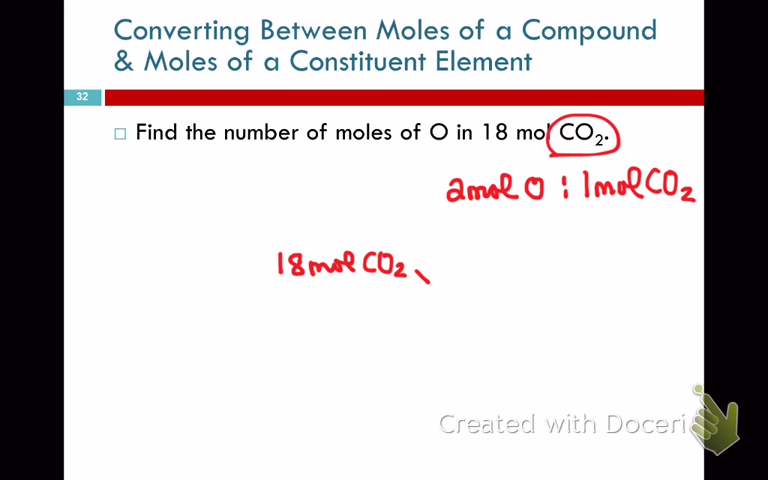 Converting Between Moles of a Compound
& Moles of a Constituent Element
32
Find the number of moles of O in 18 mol CO₂.
2mol O : 1mol CO₂
18mol CO₂
Created with Doceri